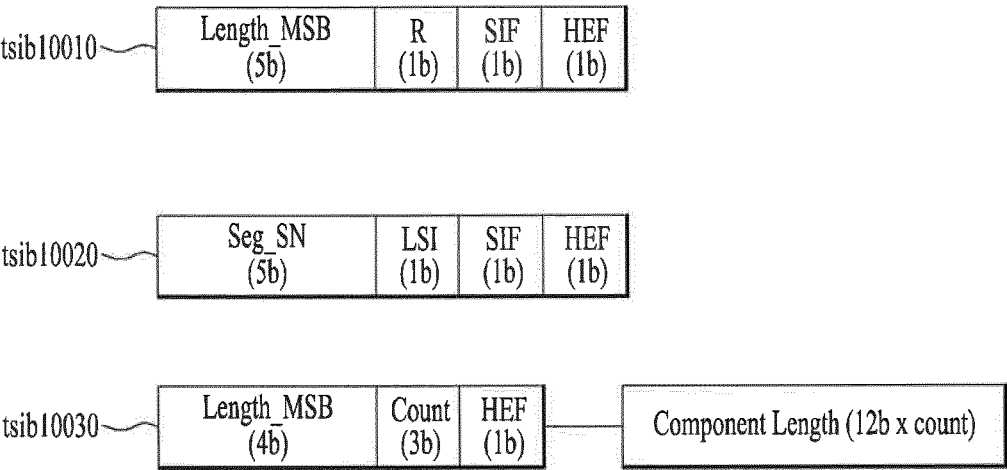 tsib10010
Length_MSB
(5b)
R
(1b)
SIF
(1b)
HEF
(1b)
tsib10020
Seg_SN
(5b)
LSI
(1b)
SIF
(1b)
HEF
(1b)
tsib10030
Length_MSB
(4b)
Count
(3b)
HEF
(1b)
Component Length (12b x count)